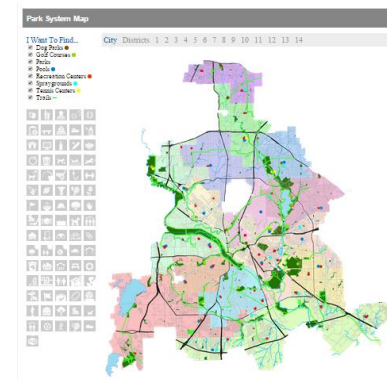 Park System Map
I Want To Find...
City Districts: 1 2 3 4 5 6 7 8 9 10 11 12 13 14
Dog Parks
Golf Courses
Parks
Pools
Recreation Centers
Spraygrounds
Tennis Centers
Trails